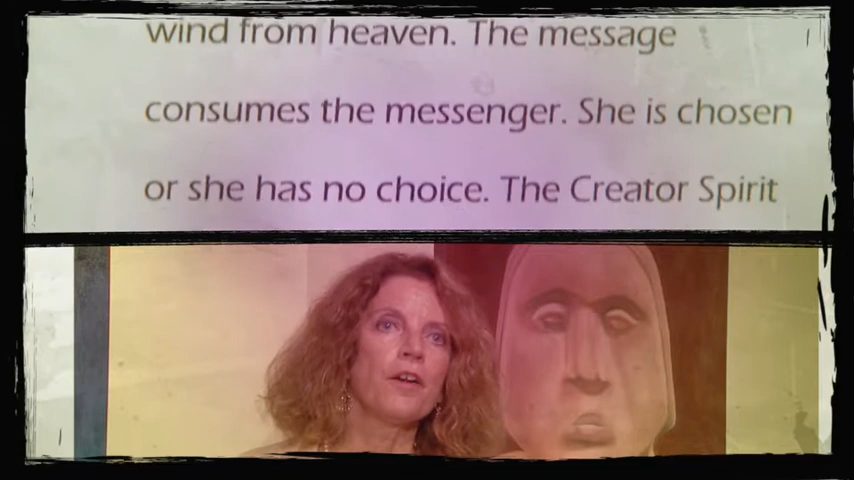 wind from heaven. The message
consumes the messenger. She is chosen
or she has no choice. The Creator Spirit